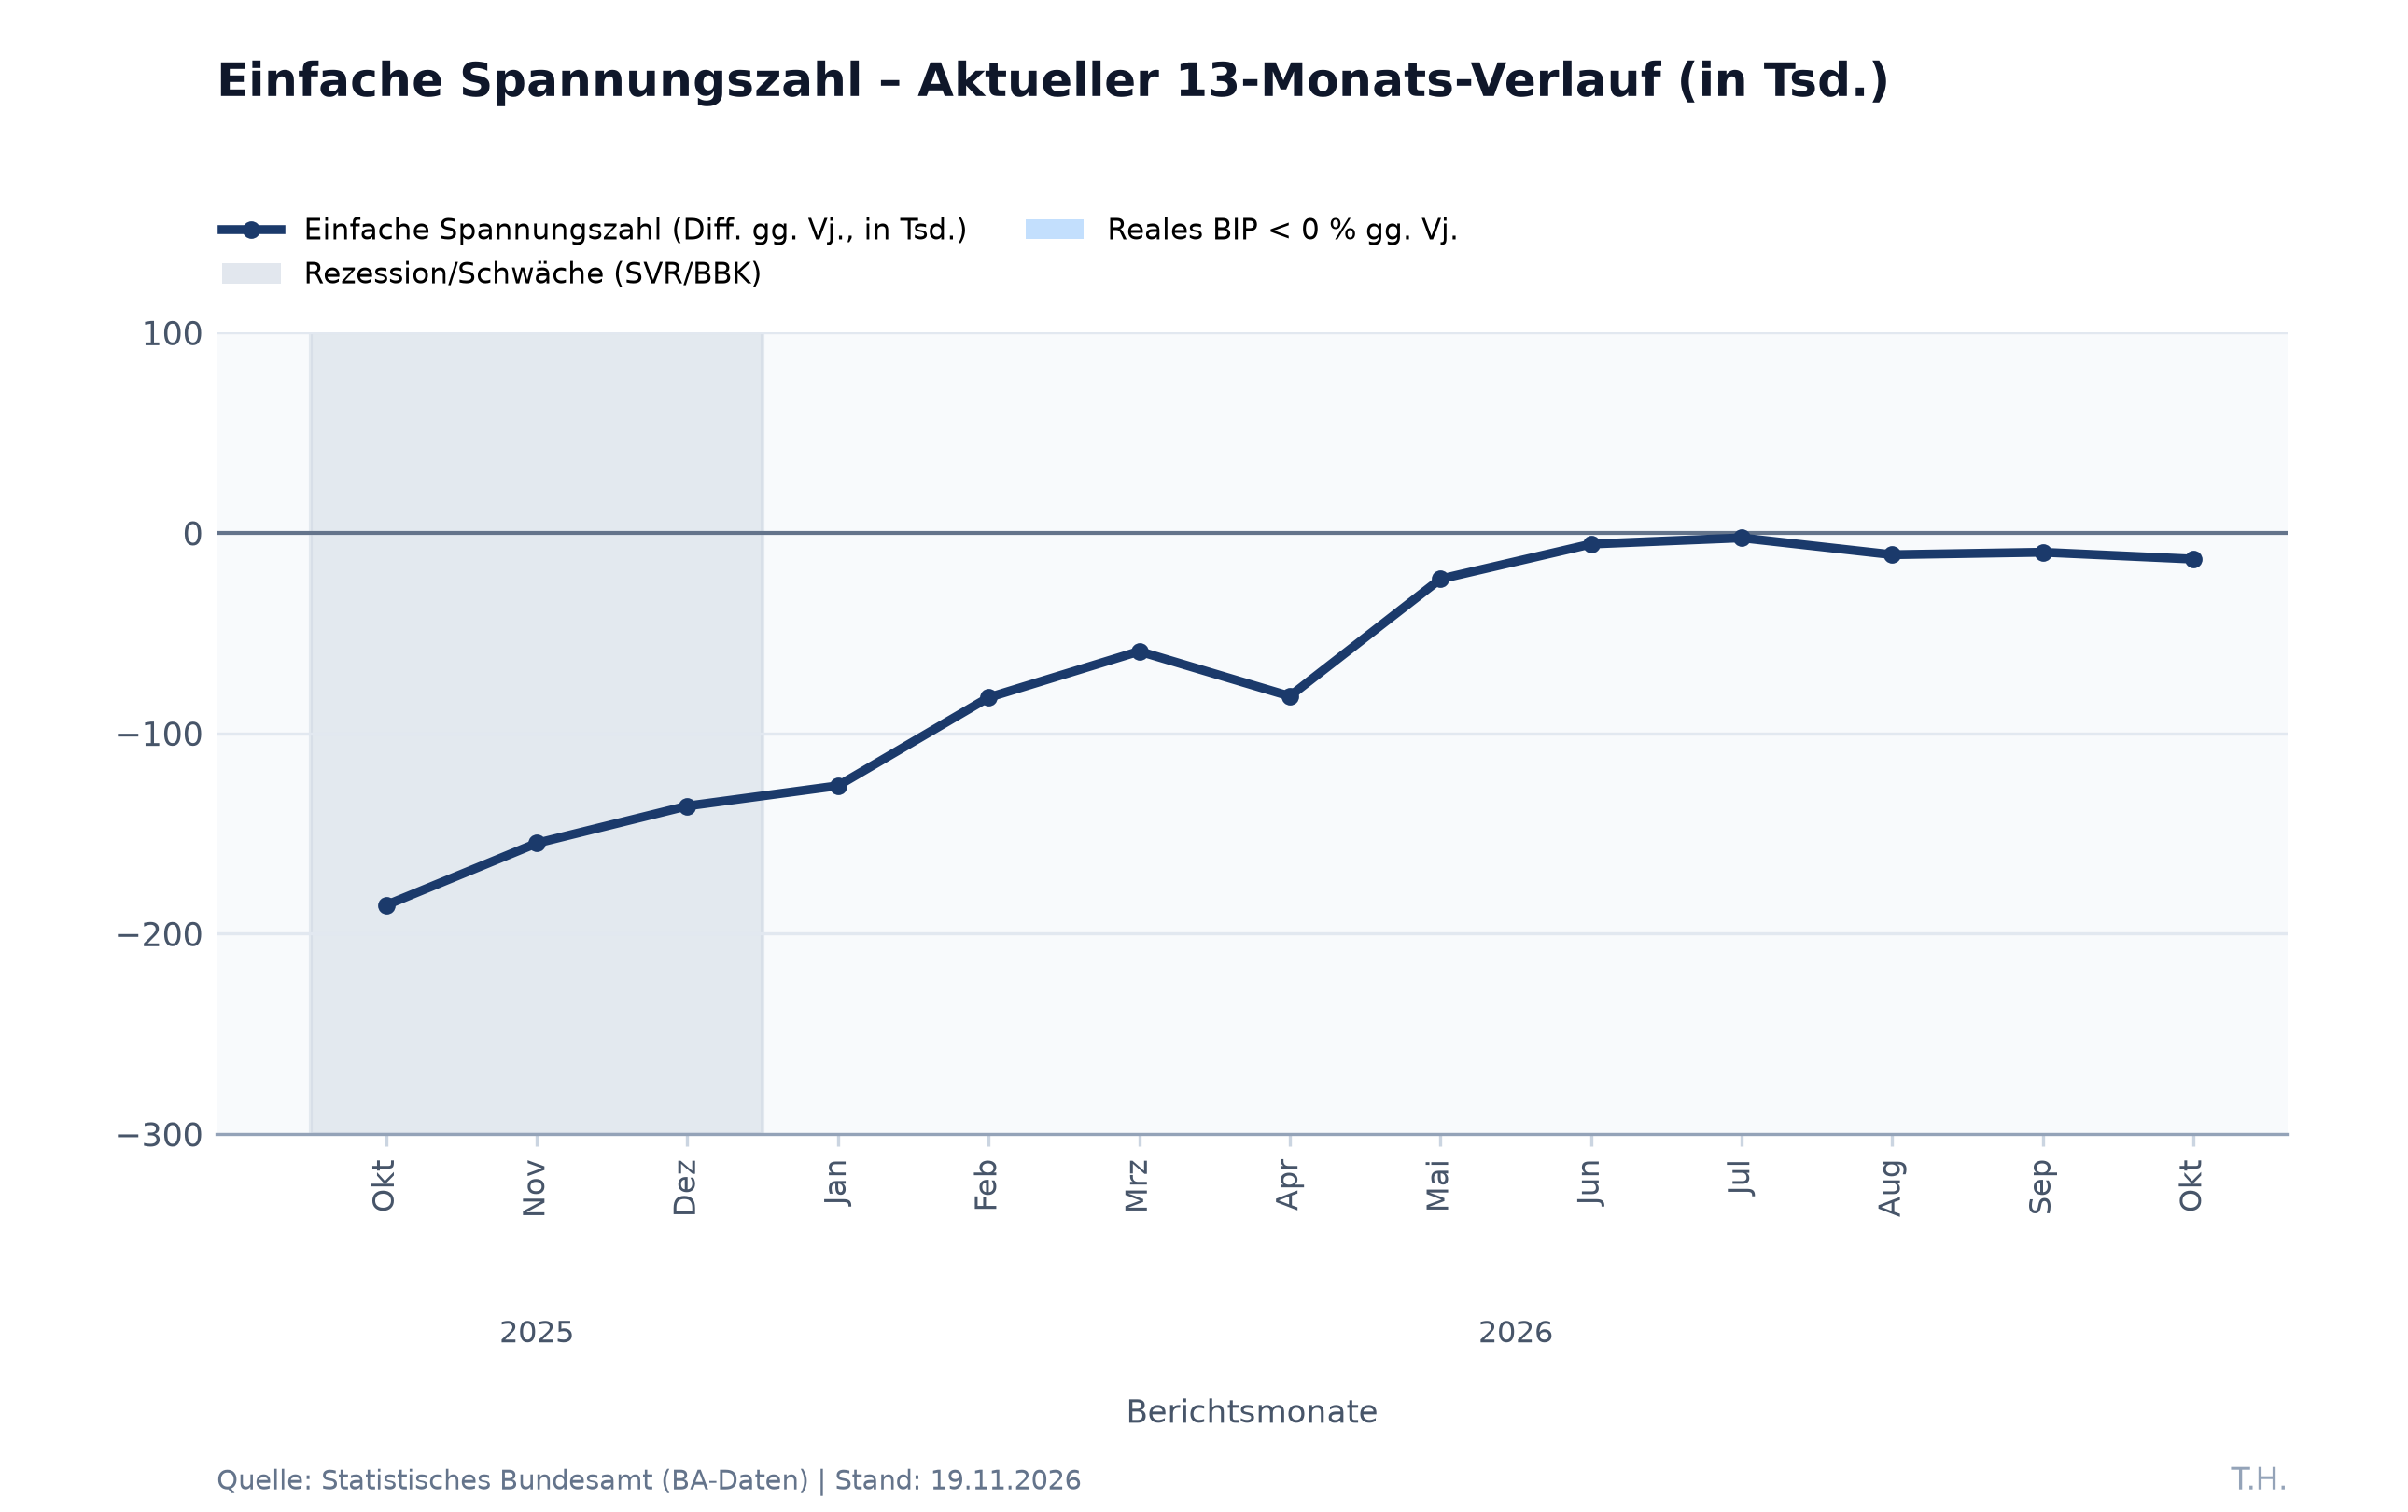 Einfache Spannungszahl – Aktueller 13-Monats-Verlauf (in Tsd.)
Einfache Spannungszahl (Diff. gg. Vj., in Tsd.)
Reales BIP < 0 % gg. Vj.
Rezession/Schwäche (SVR/BBK)
100
0
−100
−200
−300
Okt
Nov
Dez
Jan
Feb
Mrz
Apr
Mai
Jun
Jul
Aug
Sep
Okt
2025
2026
Berichtsmonate
Quelle: Statistisches Bundesamt (BA-Daten) | Stand: 19.11.2026
T.H.